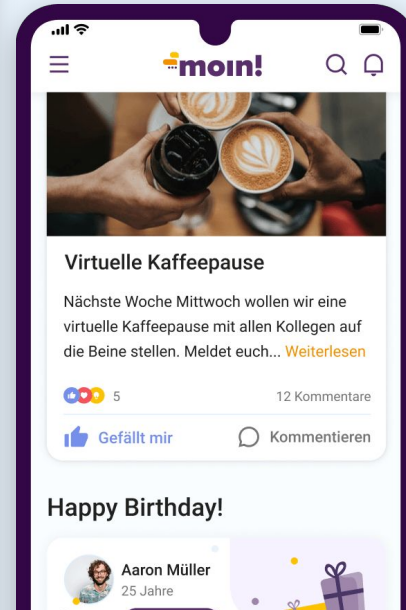 moin!
Virtuelle Kaffeepause
Nächste Woche Mittwoch wollen wir eine
virtuelle Kaffeepause mit allen Kollegen auf
die Beine stellen. Meldet euch... Weiterlesen
5
12 Kommentare
Gefällt mir
Kommentieren
Happy Birthday!
Aaron Müller
25 Jahre